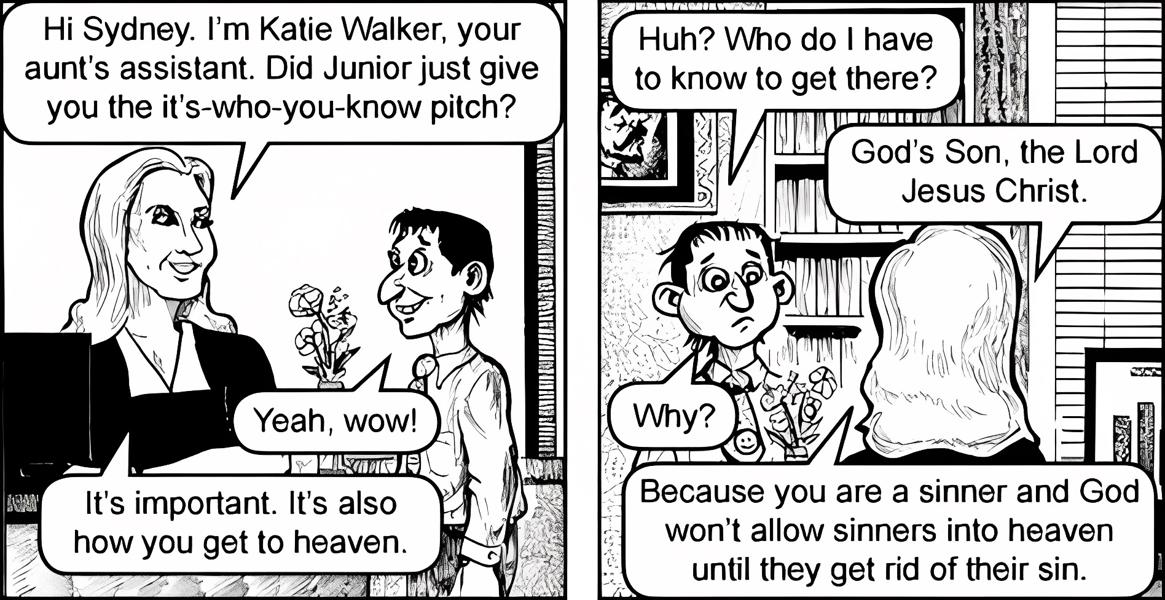 Hi Sydney. I'm Katie Walker, your
aunt's assistant. Did Junior just give
you the it's-who-you-know pitch?
Yeah, wow!
It's important. It's also
how you get to heaven.
Huh? Who do I have
to know to get there?
God's Son, the Lord
Jesus Christ.
Why?
Because you are a sinner and God
won't allow sinners into heaven
until they get rid of their sin.